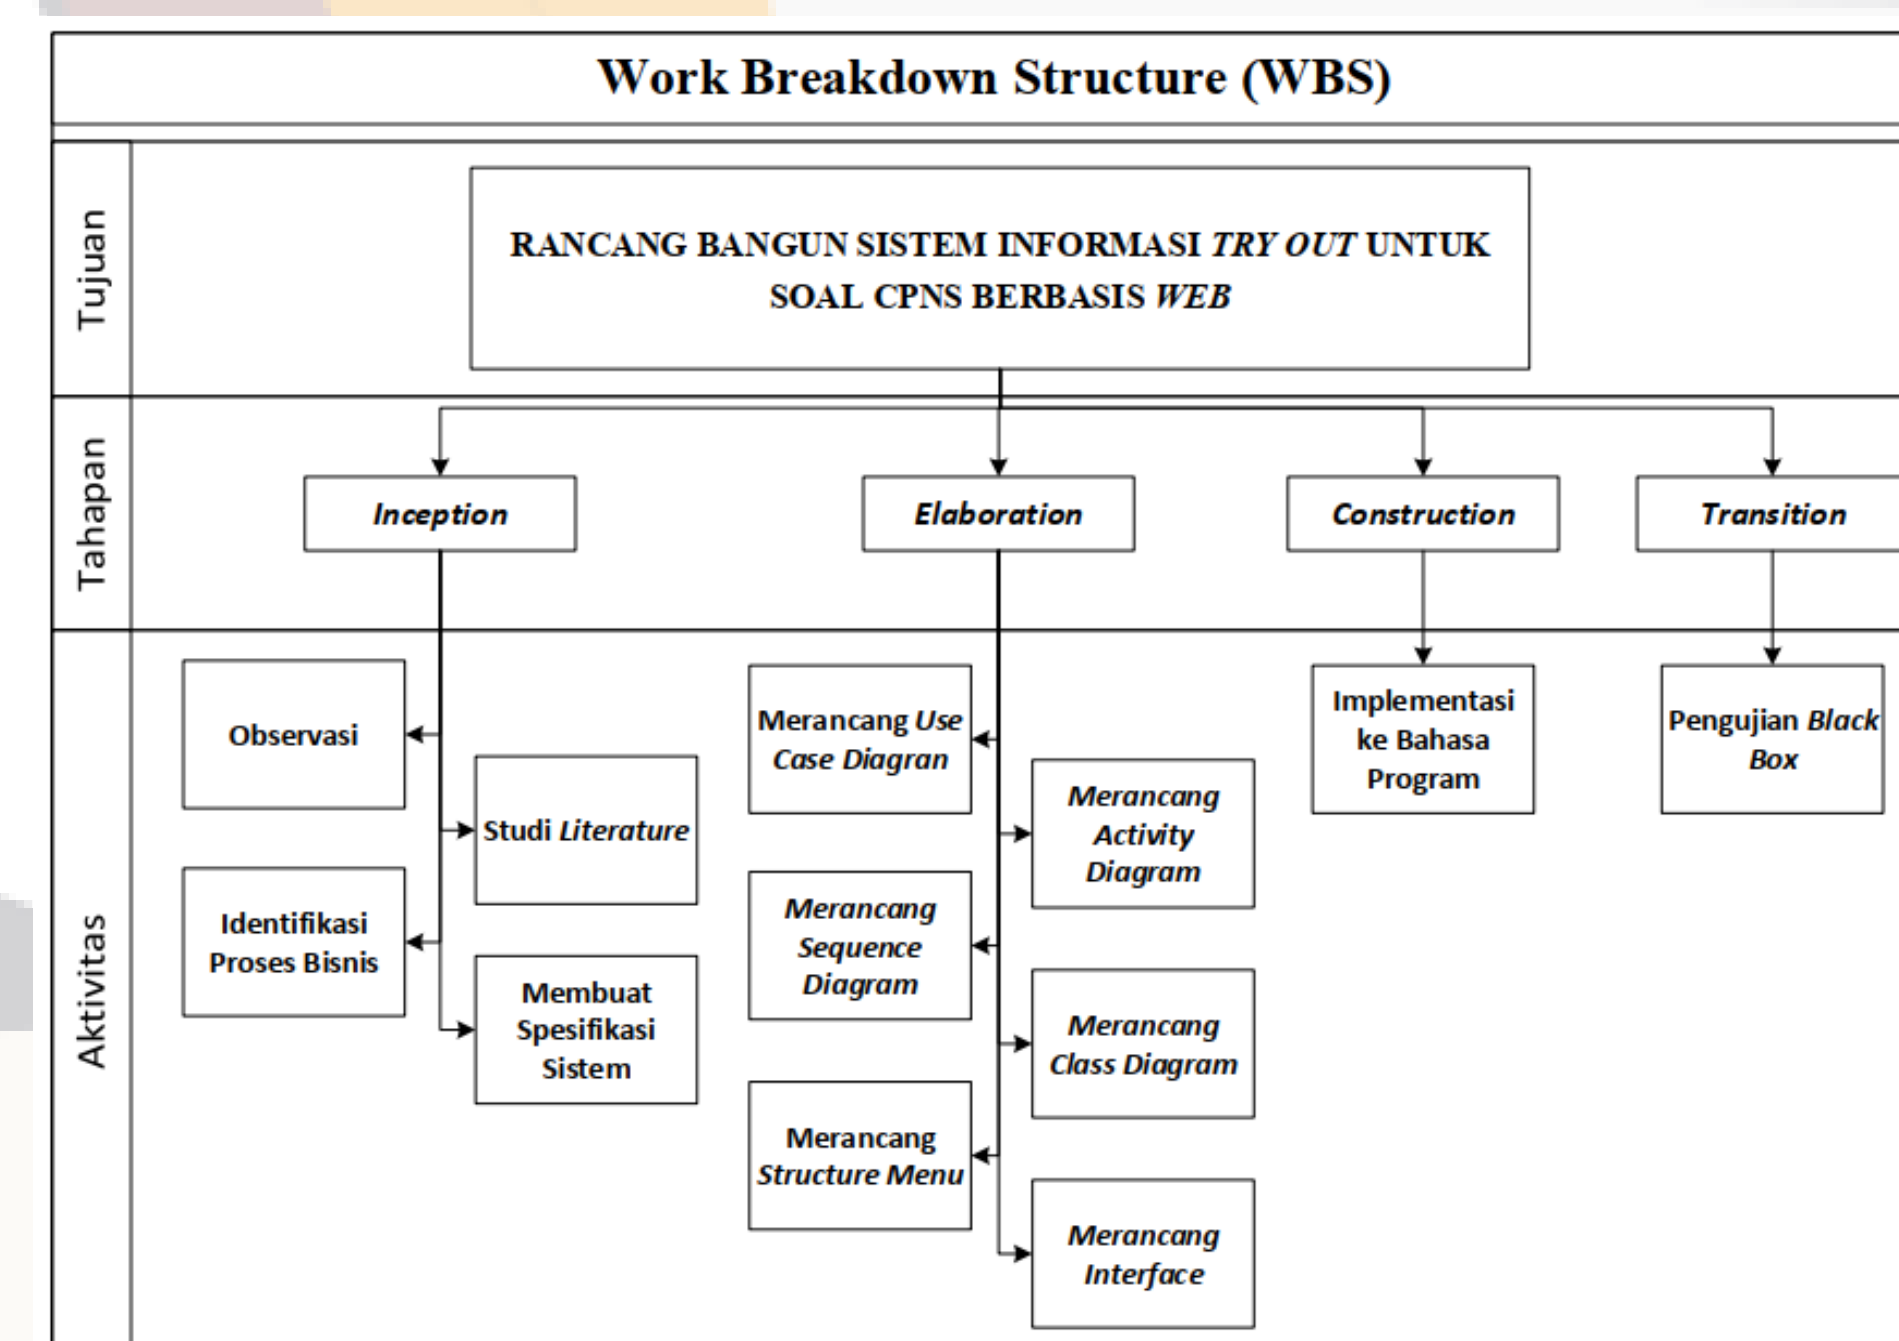 Work Breakdown Structure (WBS)
Tujuan
RANCANG BANGUN SISTEM INFORMASI TRY OUT UNTUK
SOAL CPNS BERBASIS WEB
Tahapan
Inception
Elaboration
Construction
Transition
Aktivitas
Observasi
Studi Literature
Identifikasi
Proses Bisnis
Membuat
Spesifikasi
Sistem
Merancang Use
Case Diagran
Merancang
Activity
Diagram
Merancang
Sequence
Diagram
Merancang
Class Diagram
Merancang
Structure Menu
Merancang
Interface
Implementasi
ke Bahasa
Program
Pengujian Black
Box